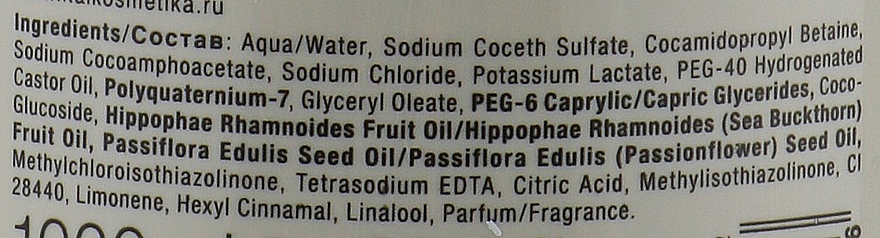 kosmetika.ru
Ingredients/Состав: Aqua/Water, Sodium Coceth Sulfate, Cocamidopropyl Betaine,
Sodium Cocoamphoacetate, Sodium Chloride, Potassium Lactate, PEG-40 Hydrogenated
Castor Oil, Polyquaternium-7, Glyceryl Oleate, PEG-6 Caprylic/Capric Glycerides, Coco-
Glucoside, Hippophae Rhamnoides Fruit Oil/Hippophae Rhamnoides (Sea Buckthorn)
Fruit Oil, Passiflora Edulis Seed Oil/Passiflora Edulis (Passionflower) Seed Oil,
Methylchloroisothiazolinone, Tetrasodium EDTA, Citric Acid, Methylisothiazolinone, CI
28440, Limonene, Hexyl Cinnamal, Linalool, Parfum/Fragrance.